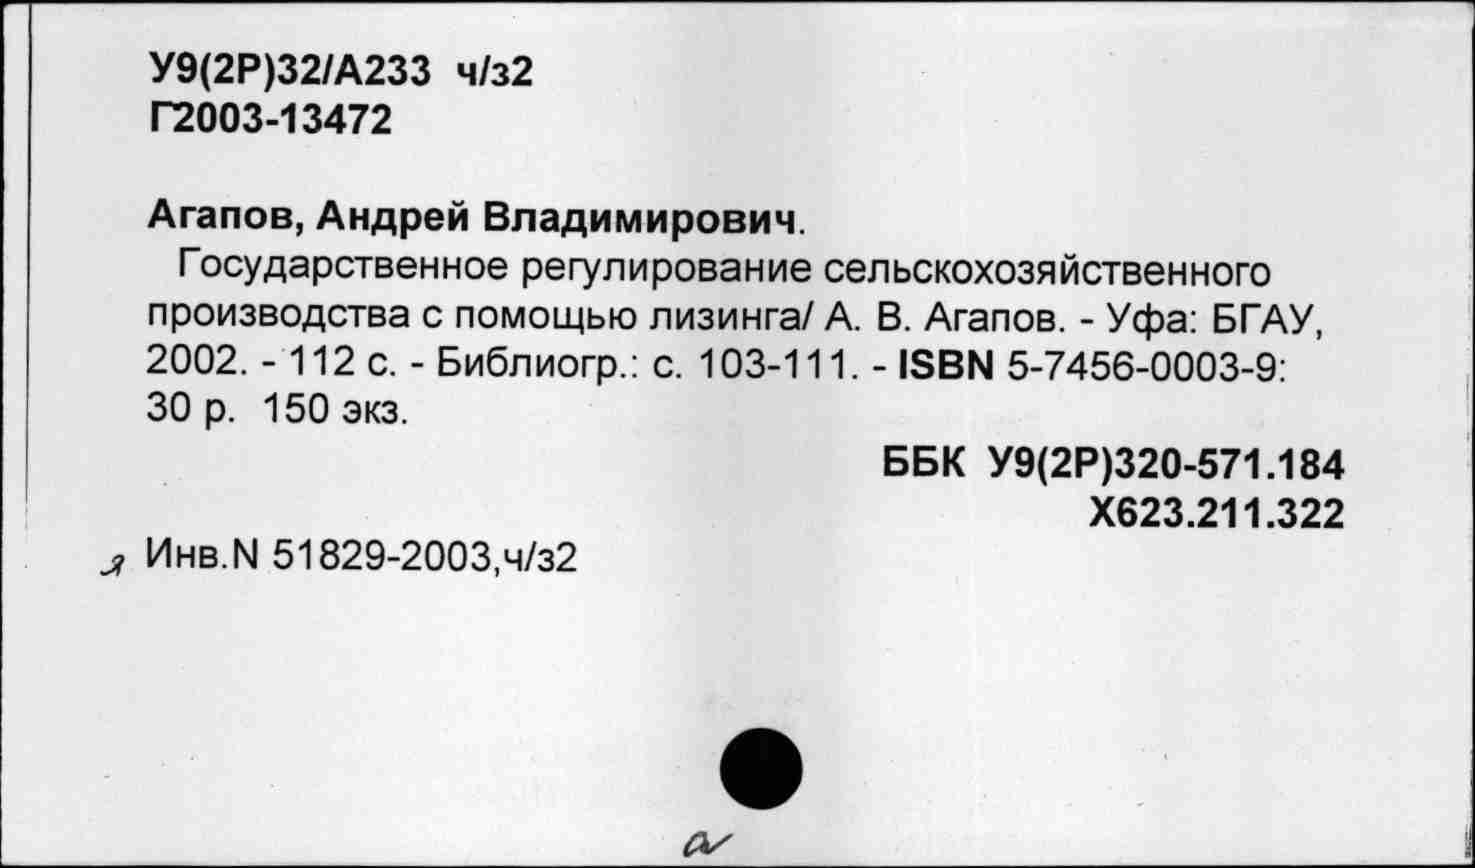 У9(2Р)32/А233 ч/з2
Г2003-13472
Агапов, Андрей Владимирович.
Государственное регулирование сельскохозяйственного
производства с помощью лизинга/ А. В. Агапов. - Уфа: БГАУ,
2002. - 112 с. - Библиогр.: с. 103-111. - ISBN 5-7456-0003-9:
30 р. 150 экз.
ББК У9(2Р)320-571.184
Х623.211.322
Инв.N 51829-2003,ч/з2